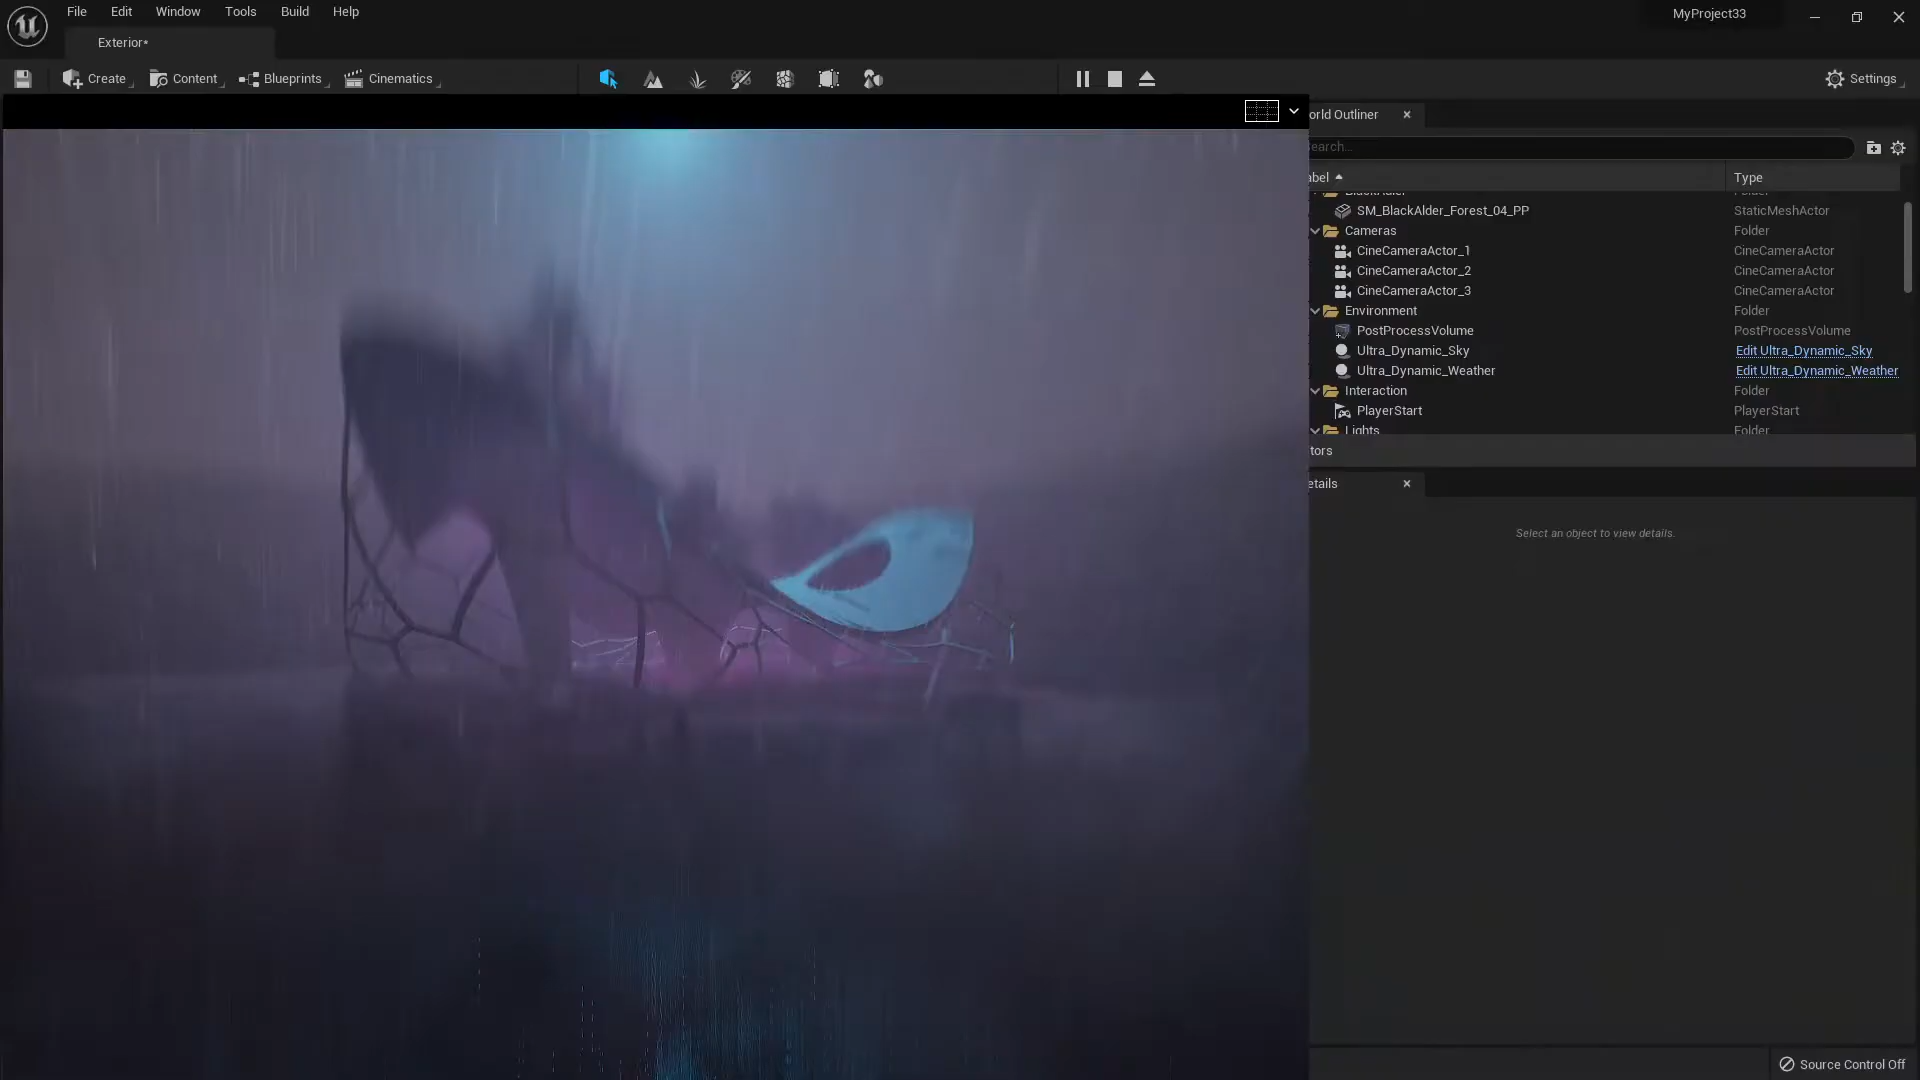 File Edit Window Tools Build Help
MyProject33
Exterior*
Create Content Blueprints Cinematics
Settings
orld Outliner
earch...
abel Type
SM_BlackAlder_Forest_04_PP StaticMeshActor
Cameras Folder
CineCameraActor_1 CineCameraActor
CineCameraActor_2 CineCameraActor
CineCameraActor_3 CineCameraActor
Environment Folder
PostProcessVolume PostProcessVolume
Ultra_Dynamic_Sky Edit Ultra_Dynamic_Sky
Ultra_Dynamic_Weather Edit Ultra_Dynamic_Weather
Interaction Folder
PlayerStart PlayerStart
Lights Folder
tors
etails
Select an object to view details.
Source Control Off